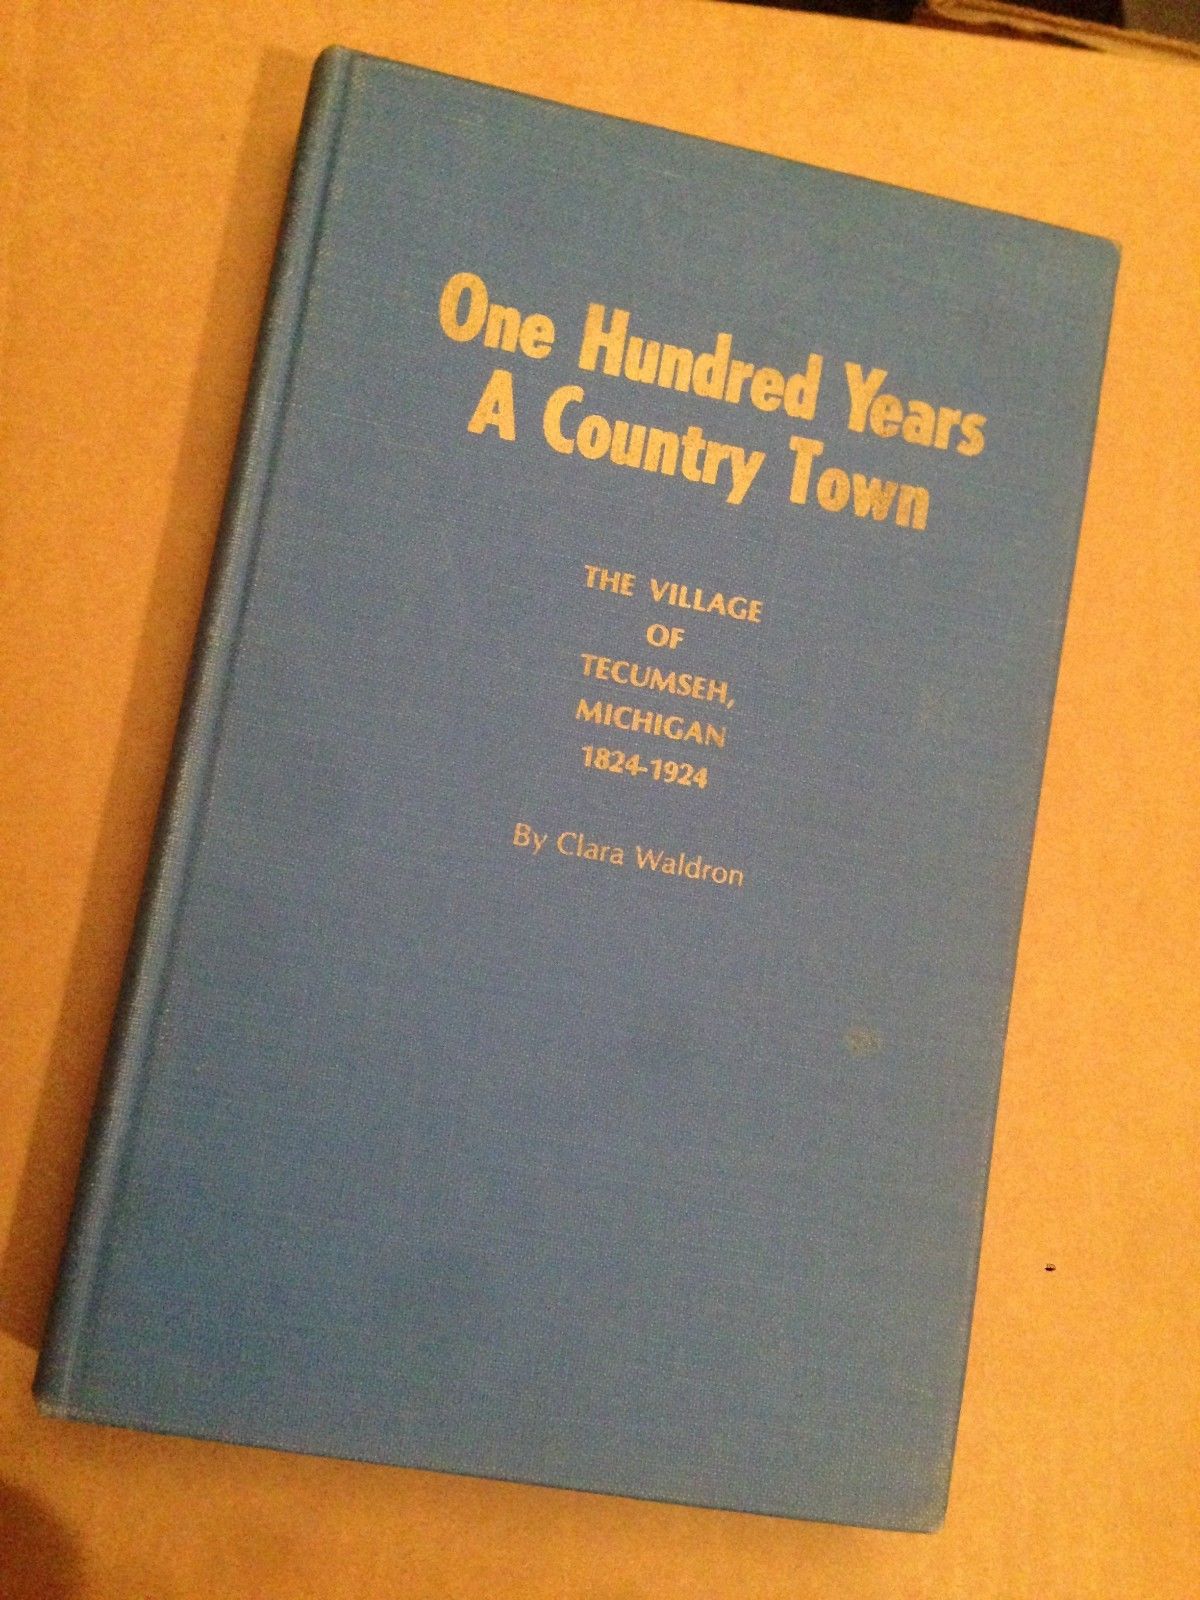 One Hundred Years
A Country Town
THE VILLAGE
OF
TECUMSEH,
MICHIGAN
1824-1924
By Clara Waldron